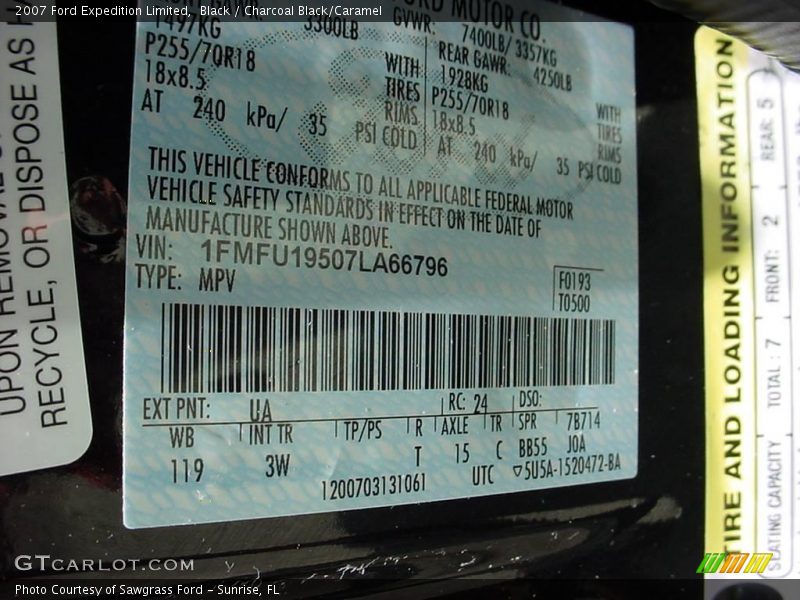 2007 Ford Expedition Limited, Black / Charcoal Black/Caramel
FORD MOTOR CO.
1497KG 3300LB
GVWR: 7400LB/ 3357KG
P255/70R18 WITH
REAR GAWR: 4250LB
18x8.5 TIRES
1928KG WITH
RIMS
P255/70R18 TIRES
AT 240 kPa/ 35 PSI COLD
18x8.5 RIMS
AT 240 kPa/ 35 PSI COLD
THIS VEHICLE CONFORMS TO ALL APPLICABLE FEDERAL MOTOR
VEHICLE SAFETY STANDARDS IN EFFECT ON THE DATE OF
MANUFACTURE SHOWN ABOVE.
VIN: 1FMFU19507LA66796
TYPE: MPV
F0193
T0500
EXT PNT: UA RC: 24 DSO:
WB INT TR TP/PS R AXLE TR SPR 7B714
119 3W T 15 C BB55 JOA
1200703131061 UTC 5U5A-1520472-BA
UPON REMOVAL
RECYCLE, OR DISPOSE AS
TIRE AND LOADING INFORMATION
SEATING CAPACITY TOTAL: 7 FRONT: 2 REAR: 5
GTCARLOT.COM
Photo Courtesy of Sawgrass Ford - Sunrise, FL